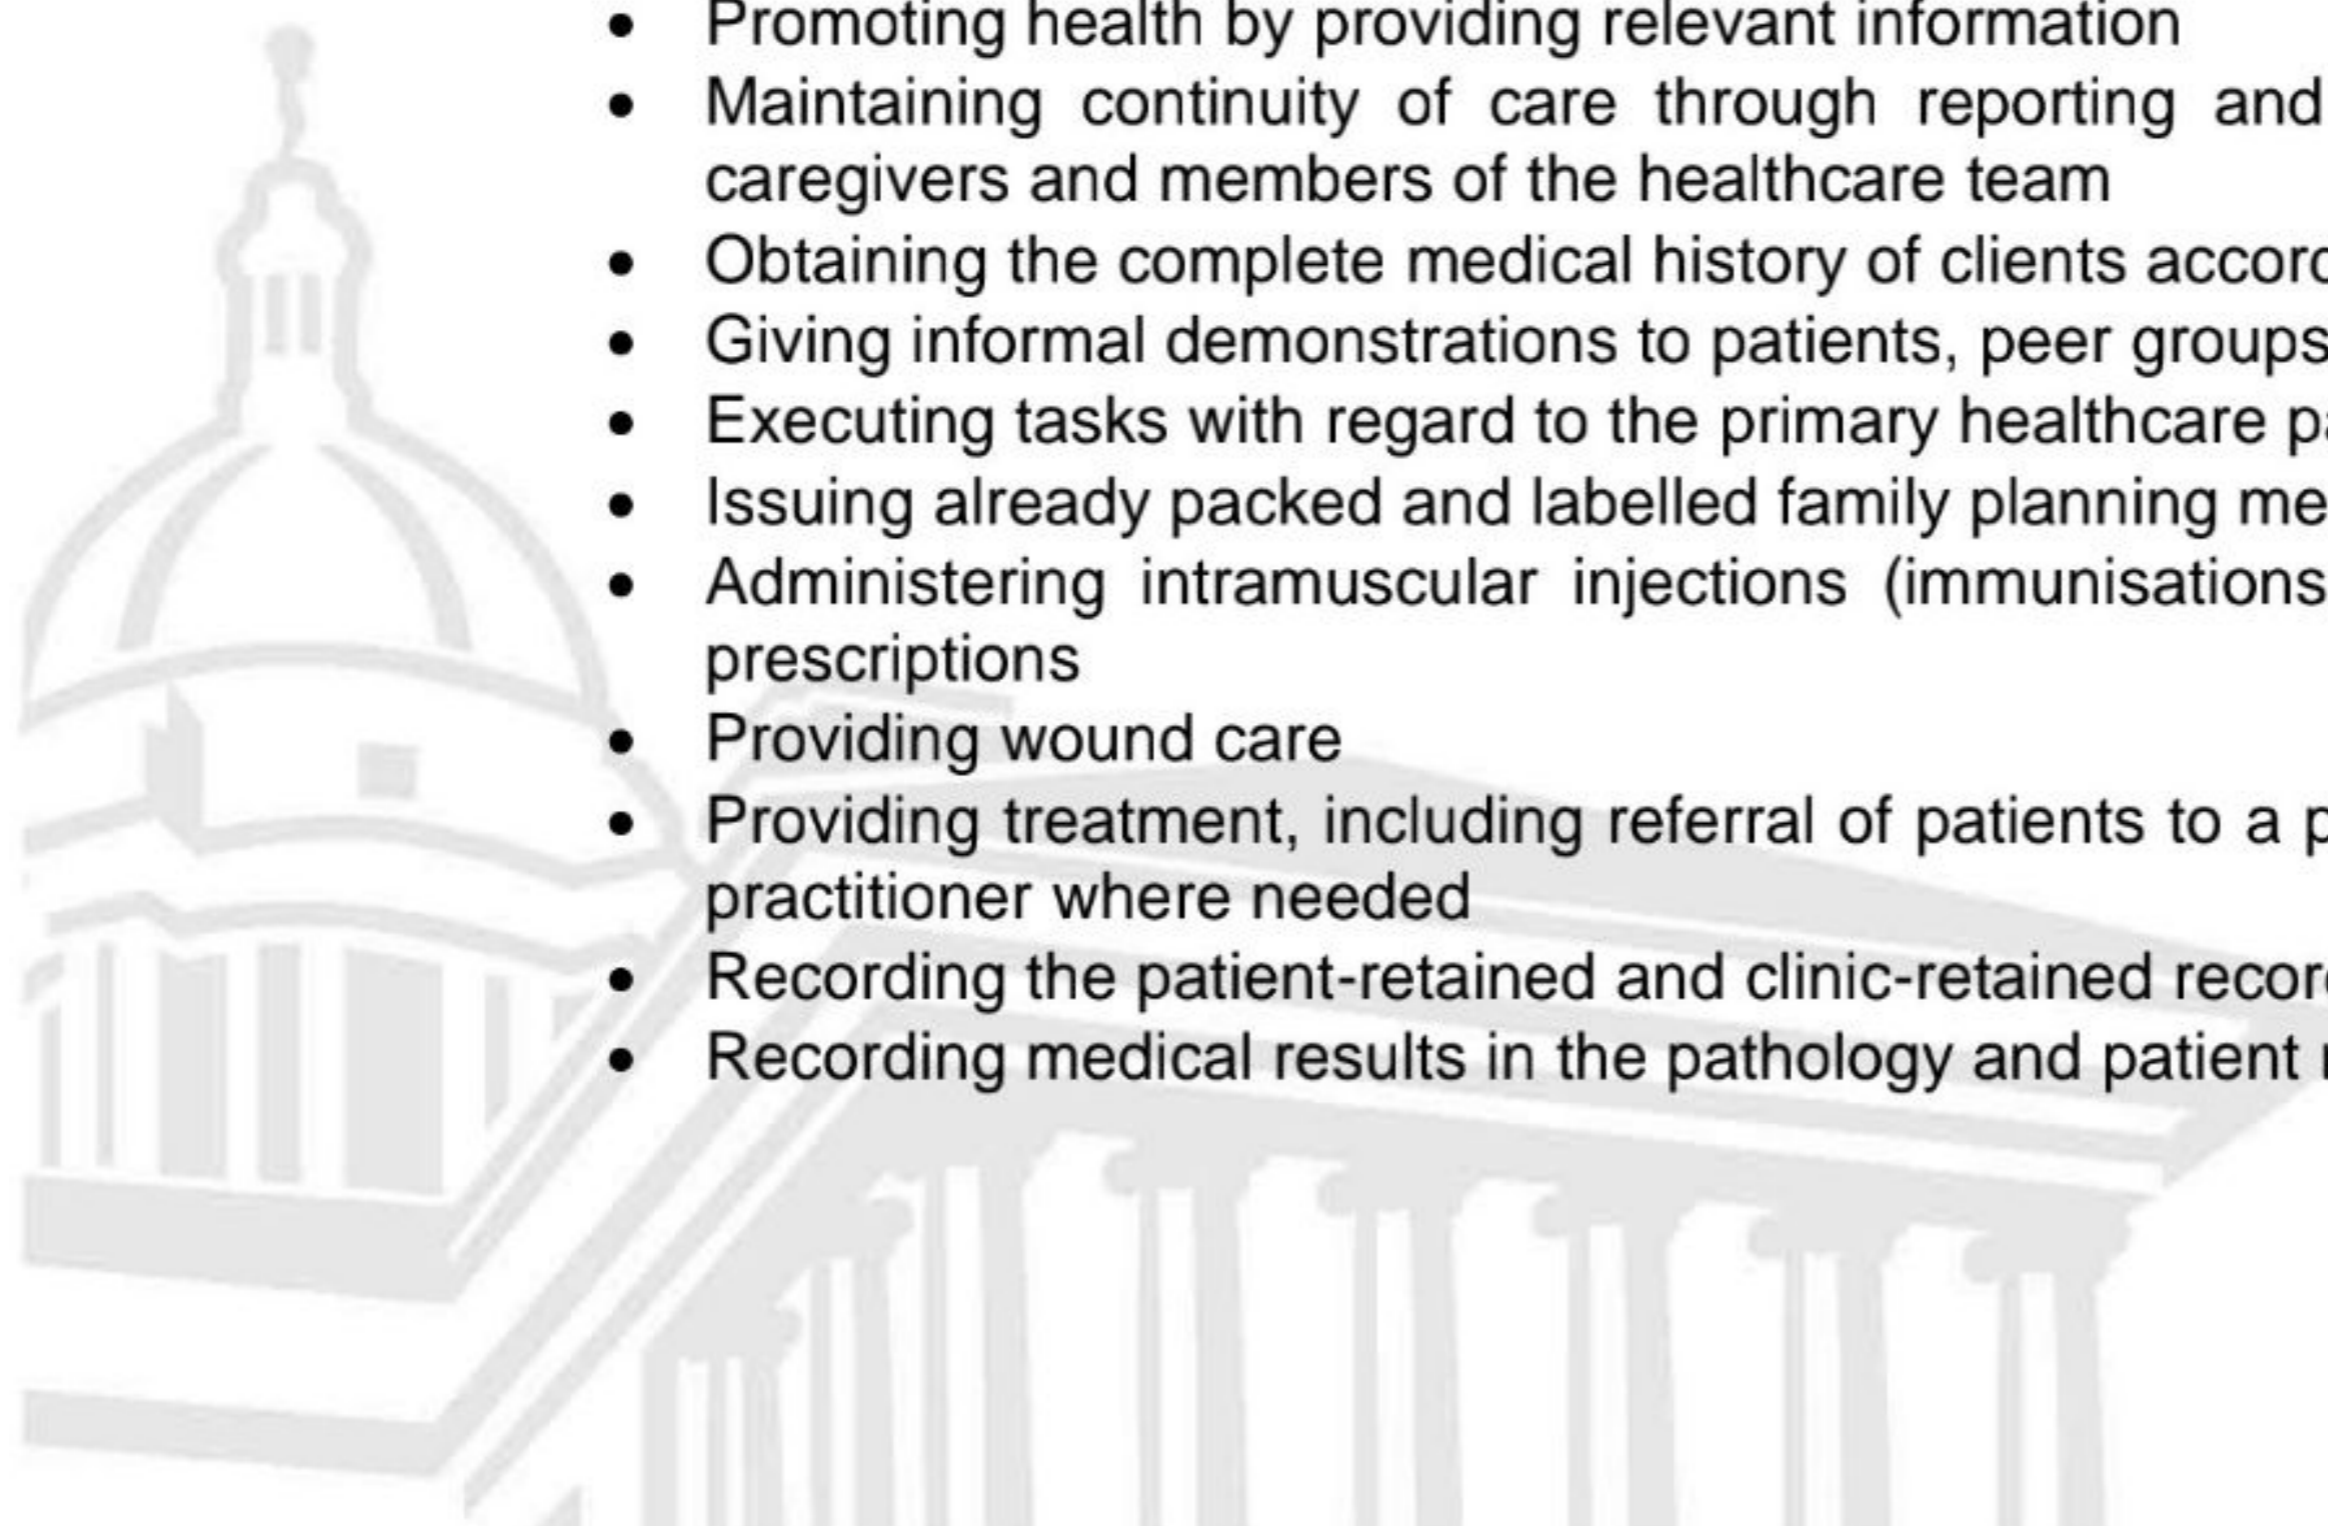 • Promoting health by providing relevant information
• Maintaining continuity of care through reporting and
caregivers and members of the healthcare team
• Obtaining the complete medical history of clients
• Giving informal demonstrations to patients, peer groups
• Executing tasks with regard to the primary healthcare
• Issuing already packed and labelled family planning
• Administering intramuscular injections (immunisations
prescriptions
• Providing wound care
• Providing treatment, including referral of patients to a
practitioner where needed
• Recording the patient-retained and clinic-retained
• Recording medical results in the pathology and patient